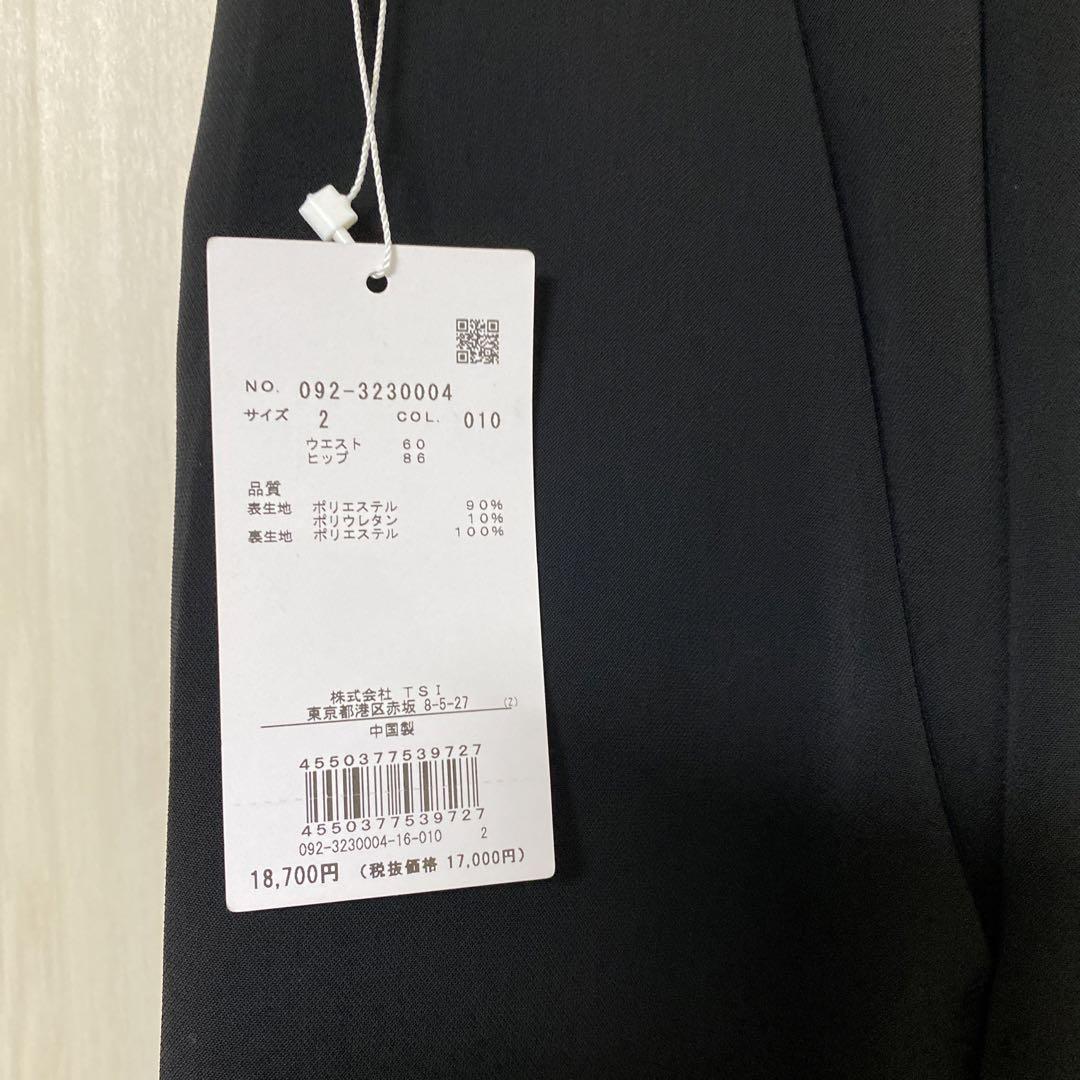 NO. 092-3230004
サイズ 2 COL. 010
ウエスト 60
ヒップ 86
品質
表生地 ポリエステル 90%
ポリウレタン 10%
裏生地 ポリエステル 100%
株式会社 TSI
東京都港区赤坂 8-5-27 (Z)
中国製
4550377539727
4550377539727
092-3230004-16-010 2
18,700円 (税抜価格 17,000円)